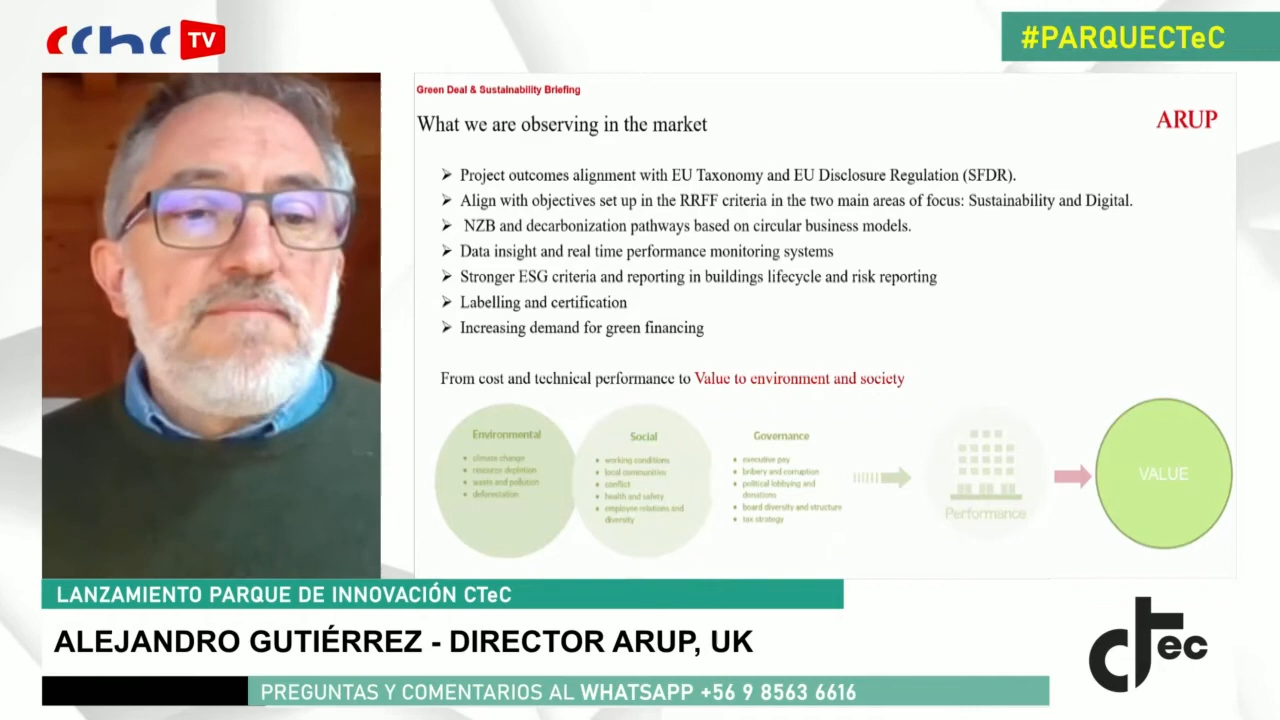 cchc TV
#PARQUECTeC
Green Deal & Sustainability Briefing
What we are observing in the market
ARUP
Project outcomes alignment with EU Taxonomy and EU Disclosure Regulation (SFDR).
Align with objectives set up in the RRFF criteria in the two main areas of focus: Sustainability and Digital.
NZB and decarbonization pathways based on circular business models.
Data insight and real time performance monitoring systems
Stronger ESG criteria and reporting in buildings lifecycle and risk reporting
Labelling and certification
Increasing demand for green financing
From cost and technical performance to Value to environment and society
Environmental
climate change
resource depletion
waste and pollution
deforestation
Social
working conditions
local communities
conflict
health and safety
employee relations and
diversity
Governance
executive pay
bribery and corruption
political lobbying and
donations
board diversity and structure
tax strategy
Performance
VALUE
LANZAMIENTO PARQUE DE INNOVACIÓN CTeC
ALEJANDRO GUTIÉRREZ - DIRECTOR ARUP, UK
PREGUNTAS Y COMENTARIOS AL WHATSAPP +56 9 8563 6616
CTec